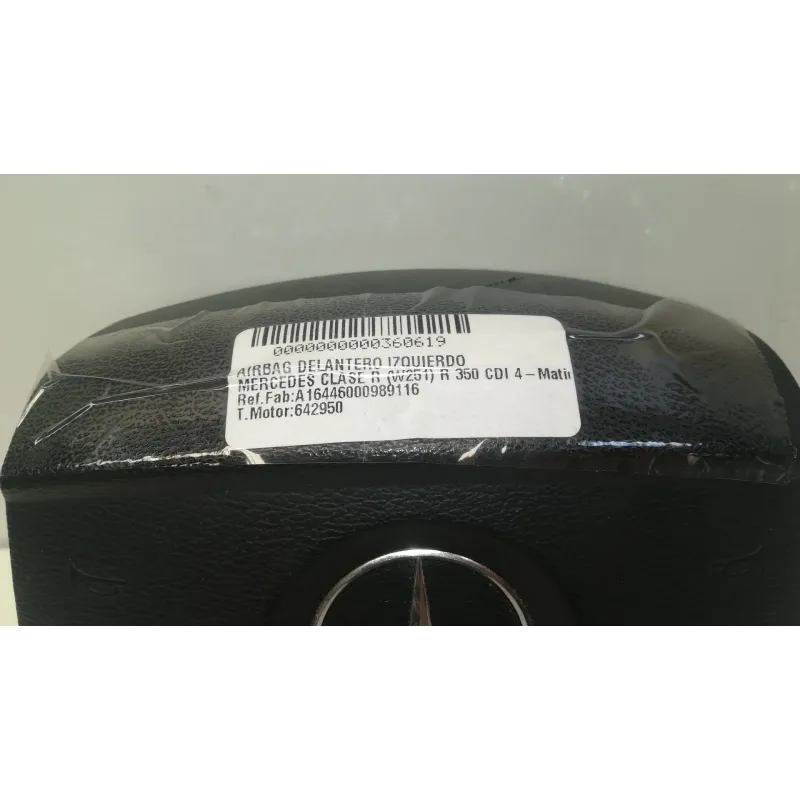 0000000000360619
AIRBAG DELANTERO IZQUIERDO
MERCEDES CLASE R (W251) R 350 CDI 4-Mati
Ref.Fab:A16446000989116
T.Motor:642950